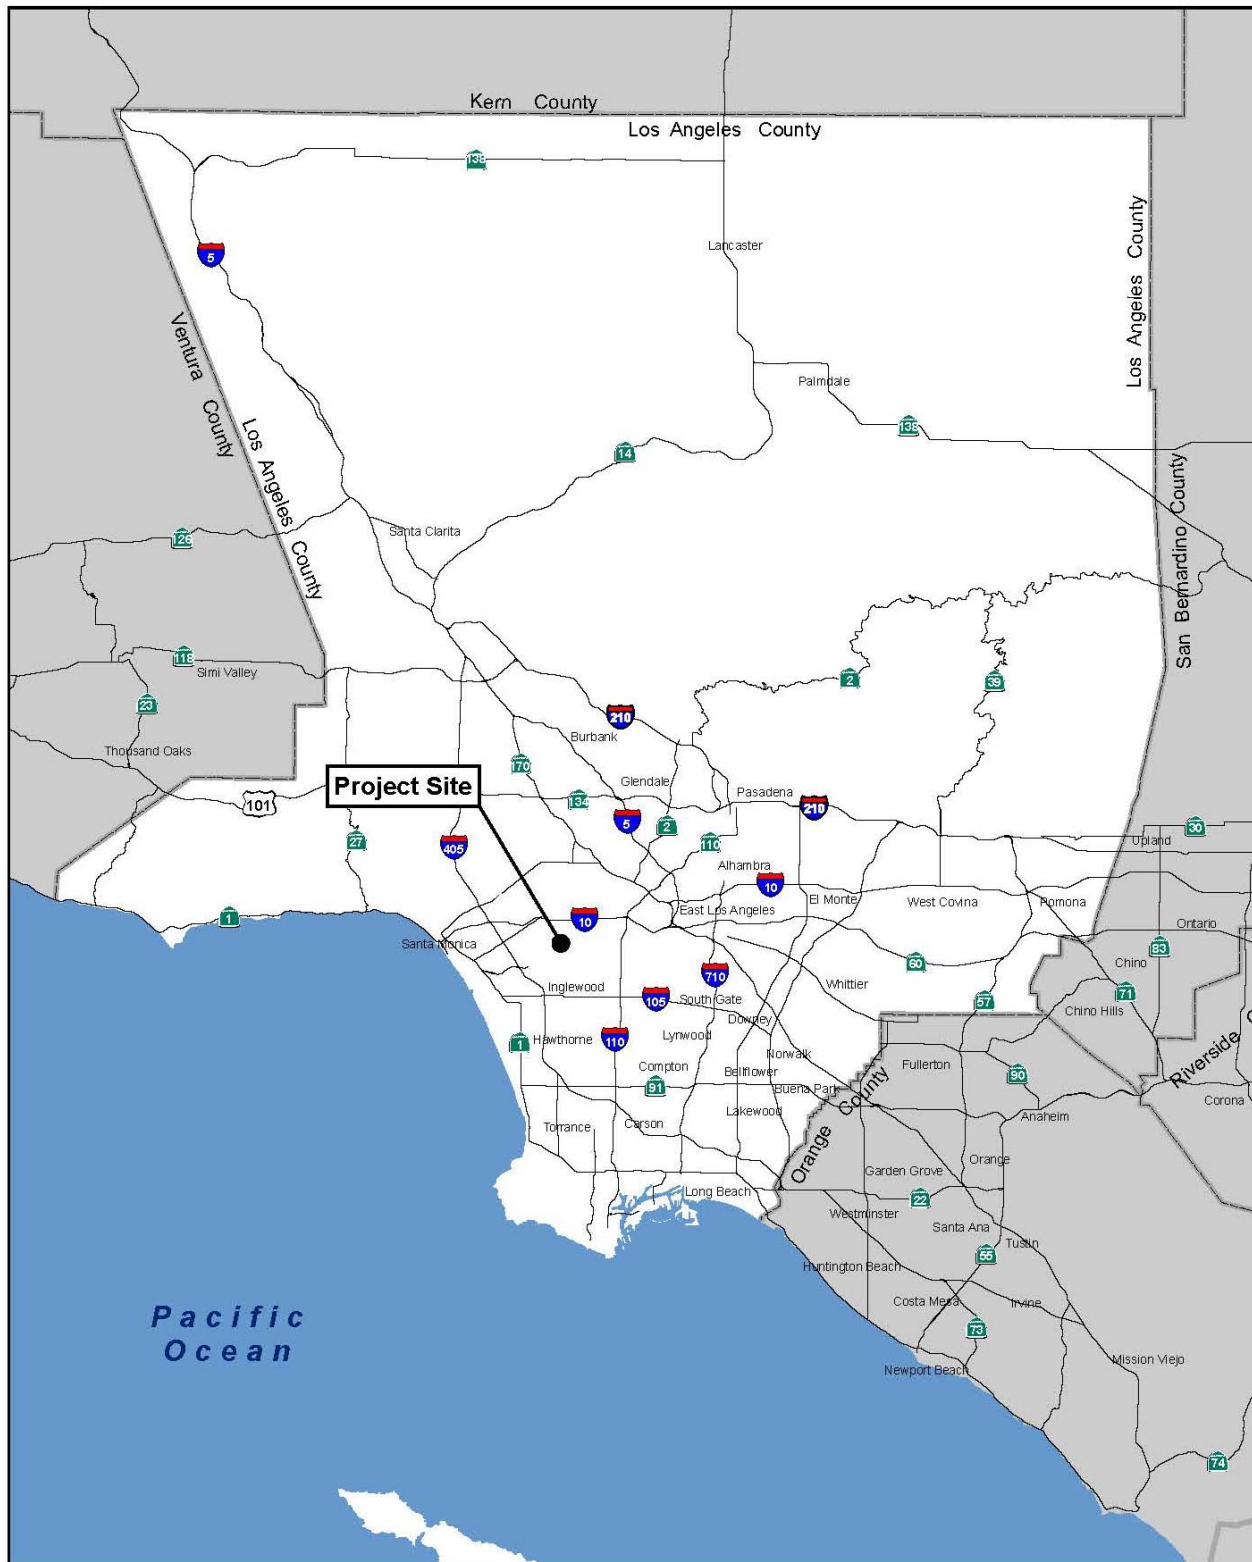 Kern County
Los Angeles County
138
Los Angeles County
Lancaster
5
Ventura County
Palmdale
138
Los Angeles County
14
San Bernardino County
Santa Clarita
126
118
Simi Valley
2
39
23
210
Burbank
Thousand Oaks
170
Project Site
Glendale
Pasadena
101
134
210
5
2
30
27
405
110
Upland
Alhambra
10
El Monte
West Covina
Pomona
1
10
East Los Angeles
Ontario
Santa Monica
83
60
Chino
710
Inglewood
Whittier
71
105
South Gate
57
Chino Hills
Downey
1
Hawthorne
110
Lynwood
Norwalk
Riverside C
Compton
Bellflower
Fullerton
90
91
Buena Park
Orange County
Corona
Lakewood
Anaheim
Torrance
Carson
Orange
Garden Grove
Long Beach
22
Westminster
Santa Ana
Tustin
55
Huntington Beach
Costa Mesa
Irvine
Pacific
Ocean
73
Newport Beach
Mission Viejo
74